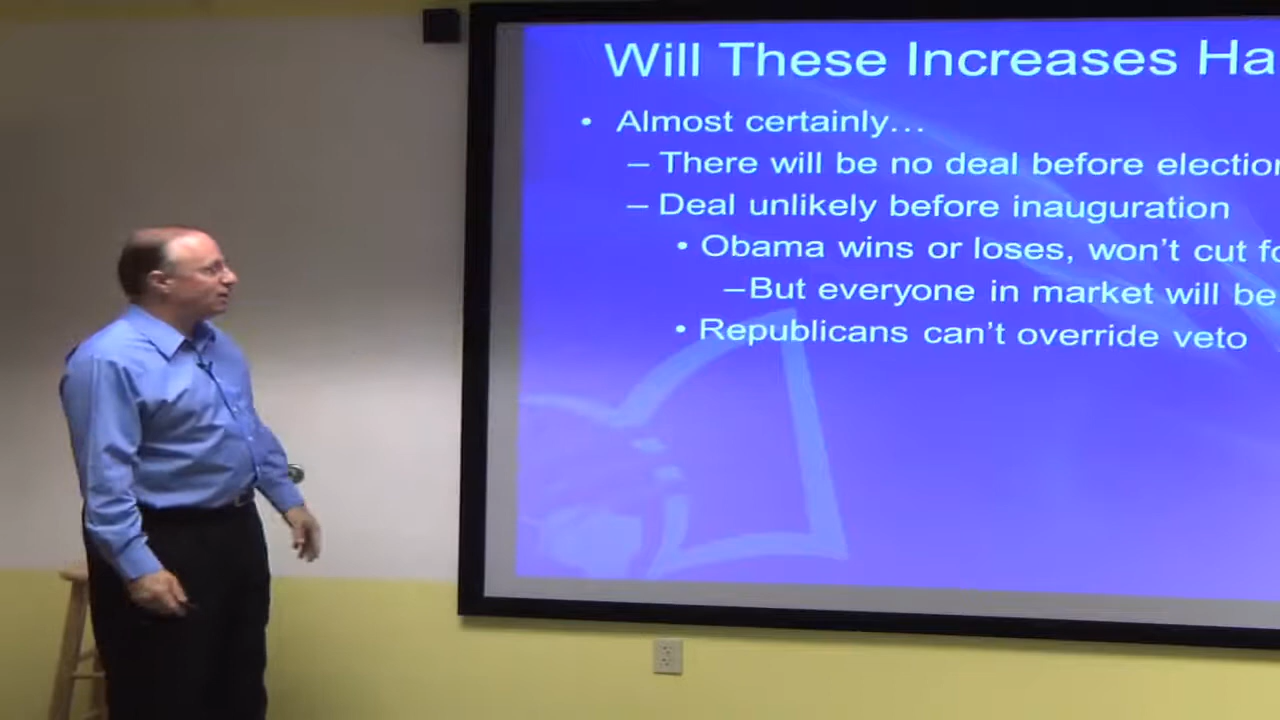 Will These Increases Ha
• Almost certainly…
– There will be no deal before election
– Deal unlikely before inauguration
• Obama wins or loses, won’t cut fo
–But everyone in market will be
• Republicans can’t override veto